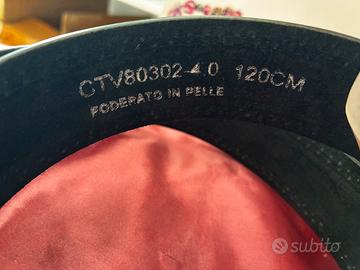 CTV80302-4.0 120CM
FODERATO IN PELLE
subito